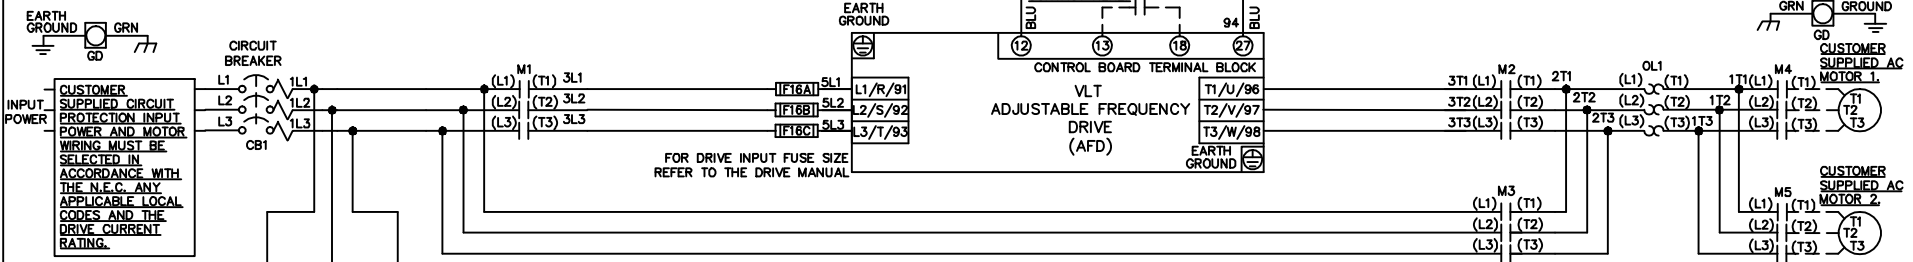 EARTH
GROUND
GRN
GD
INPUT
POWER
CUSTOMER
SUPPLIED CIRCUIT
PROTECTION INPUT
POWER AND MOTOR
WIRING MUST BE
SELECTED IN
ACCORDANCE WITH
THE N.E.C. ANY
APPLICABLE LOCAL
CODES AND THE
DRIVE CURRENT
RATING.
CIRCUIT
BREAKER
L1 1L1
L2 1L2
L3 1L3
CB1
M1
(L1) (T1) 3L1
(L2) (T2) 3L2
(L3) (T3) 3L3
IF16A 5L1
IF16B 5L2
IF16C 5L3
FOR DRIVE INPUT FUSE SIZE
REFER TO THE DRIVE MANUAL
EARTH
GROUND
BLU
94 BLU
12 13 18 27
CONTROL BOARD TERMINAL BLOCK
L1/R/91
L2/S/92
L3/T/93
VLT
ADJUSTABLE FREQUENCY
DRIVE
(AFD)
T1/U/96
T2/V/97
T3/W/98
EARTH
GROUND
M2
3T1 (L1) (T1) 2T1
3T2 (L2) (T2) 2T2
3T3 (L3) (T3) 2T3
M3
(L1) (T1)
(L2) (T2)
(L3) (T3)
OL1
(L1) (T1) 1T1
(L2) (T2) 1T2
(L3) (T3) 1T3
GRN
GROUND
GD
M4
(L1) (T1)
(L2) (T2)
(L3) (T3)
CUSTOMER
SUPPLIED AC
MOTOR 1.
T1
T2
T3
M5
(L1) (T1)
(L2) (T2)
(L3) (T3)
CUSTOMER
SUPPLIED AC
MOTOR 2.
T1
T2
T3